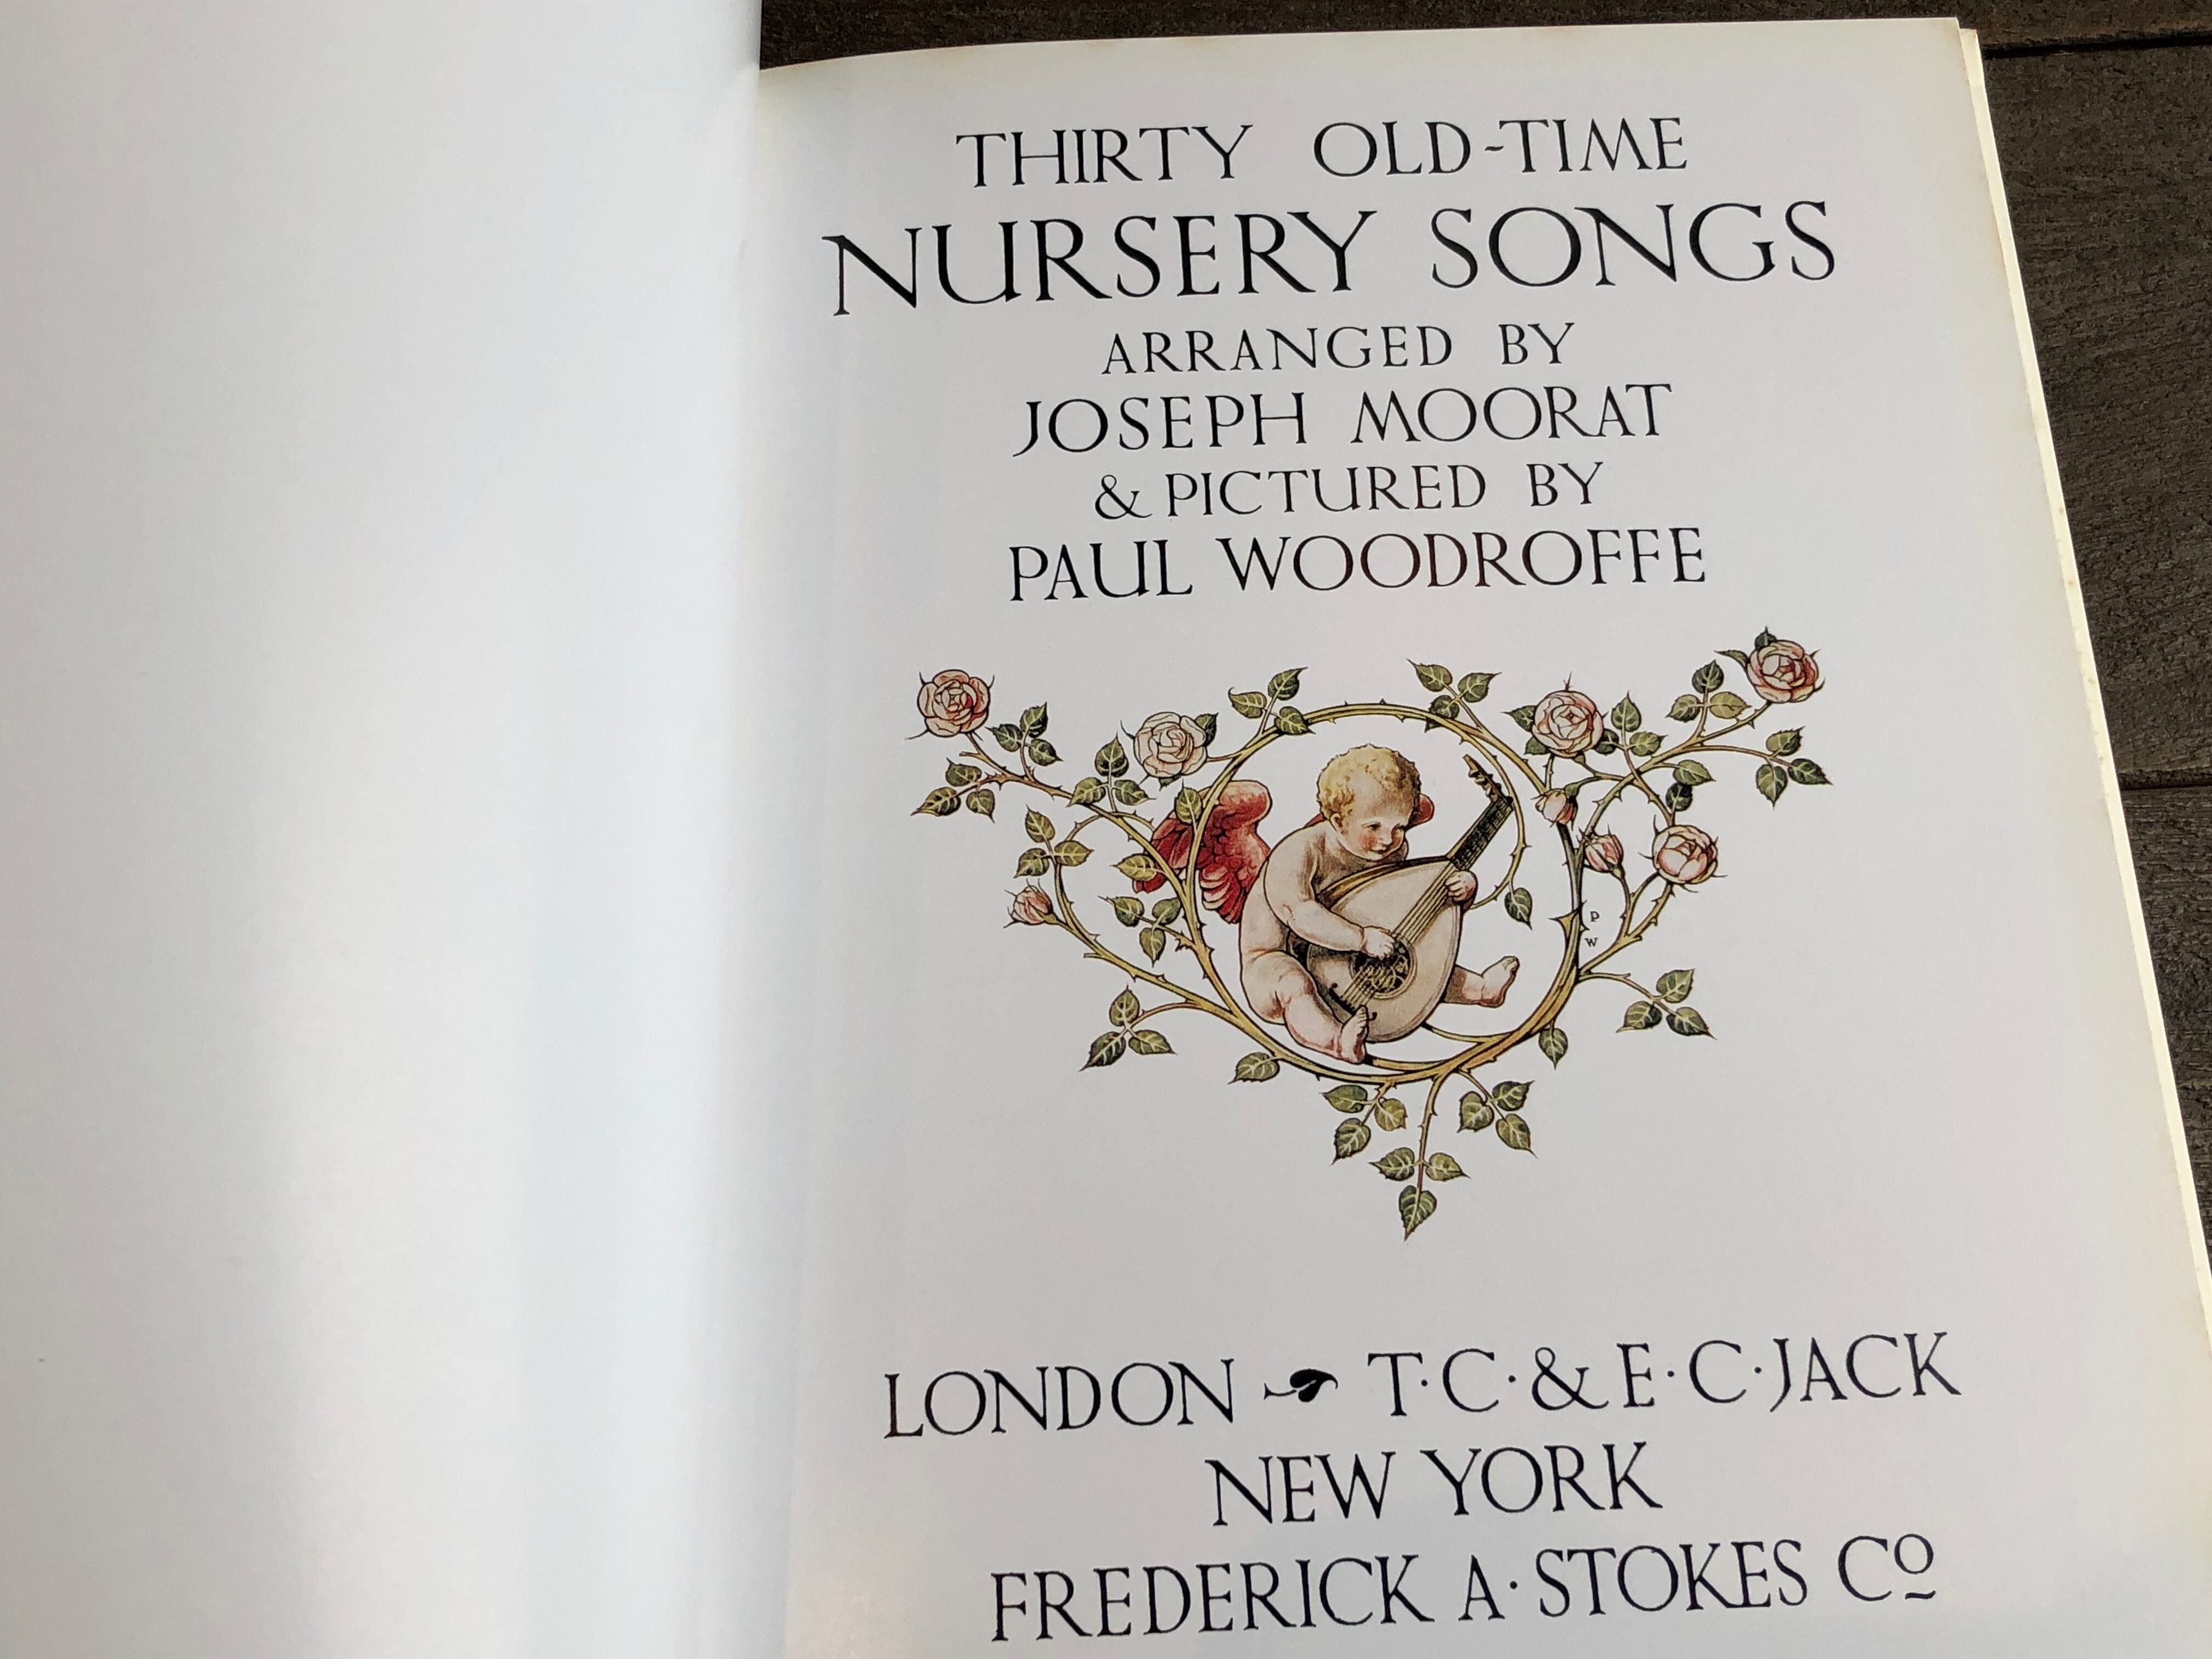 THIRTY OLD-TIME
NURSERY SONGS
ARRANGED BY
JOSEPH MOORAT
& PICTURED BY
PAUL WOODROFFE
P
W
LONDON T·C·& E·C·JACK
NEW YORK
FREDERICK A·STOKES Co